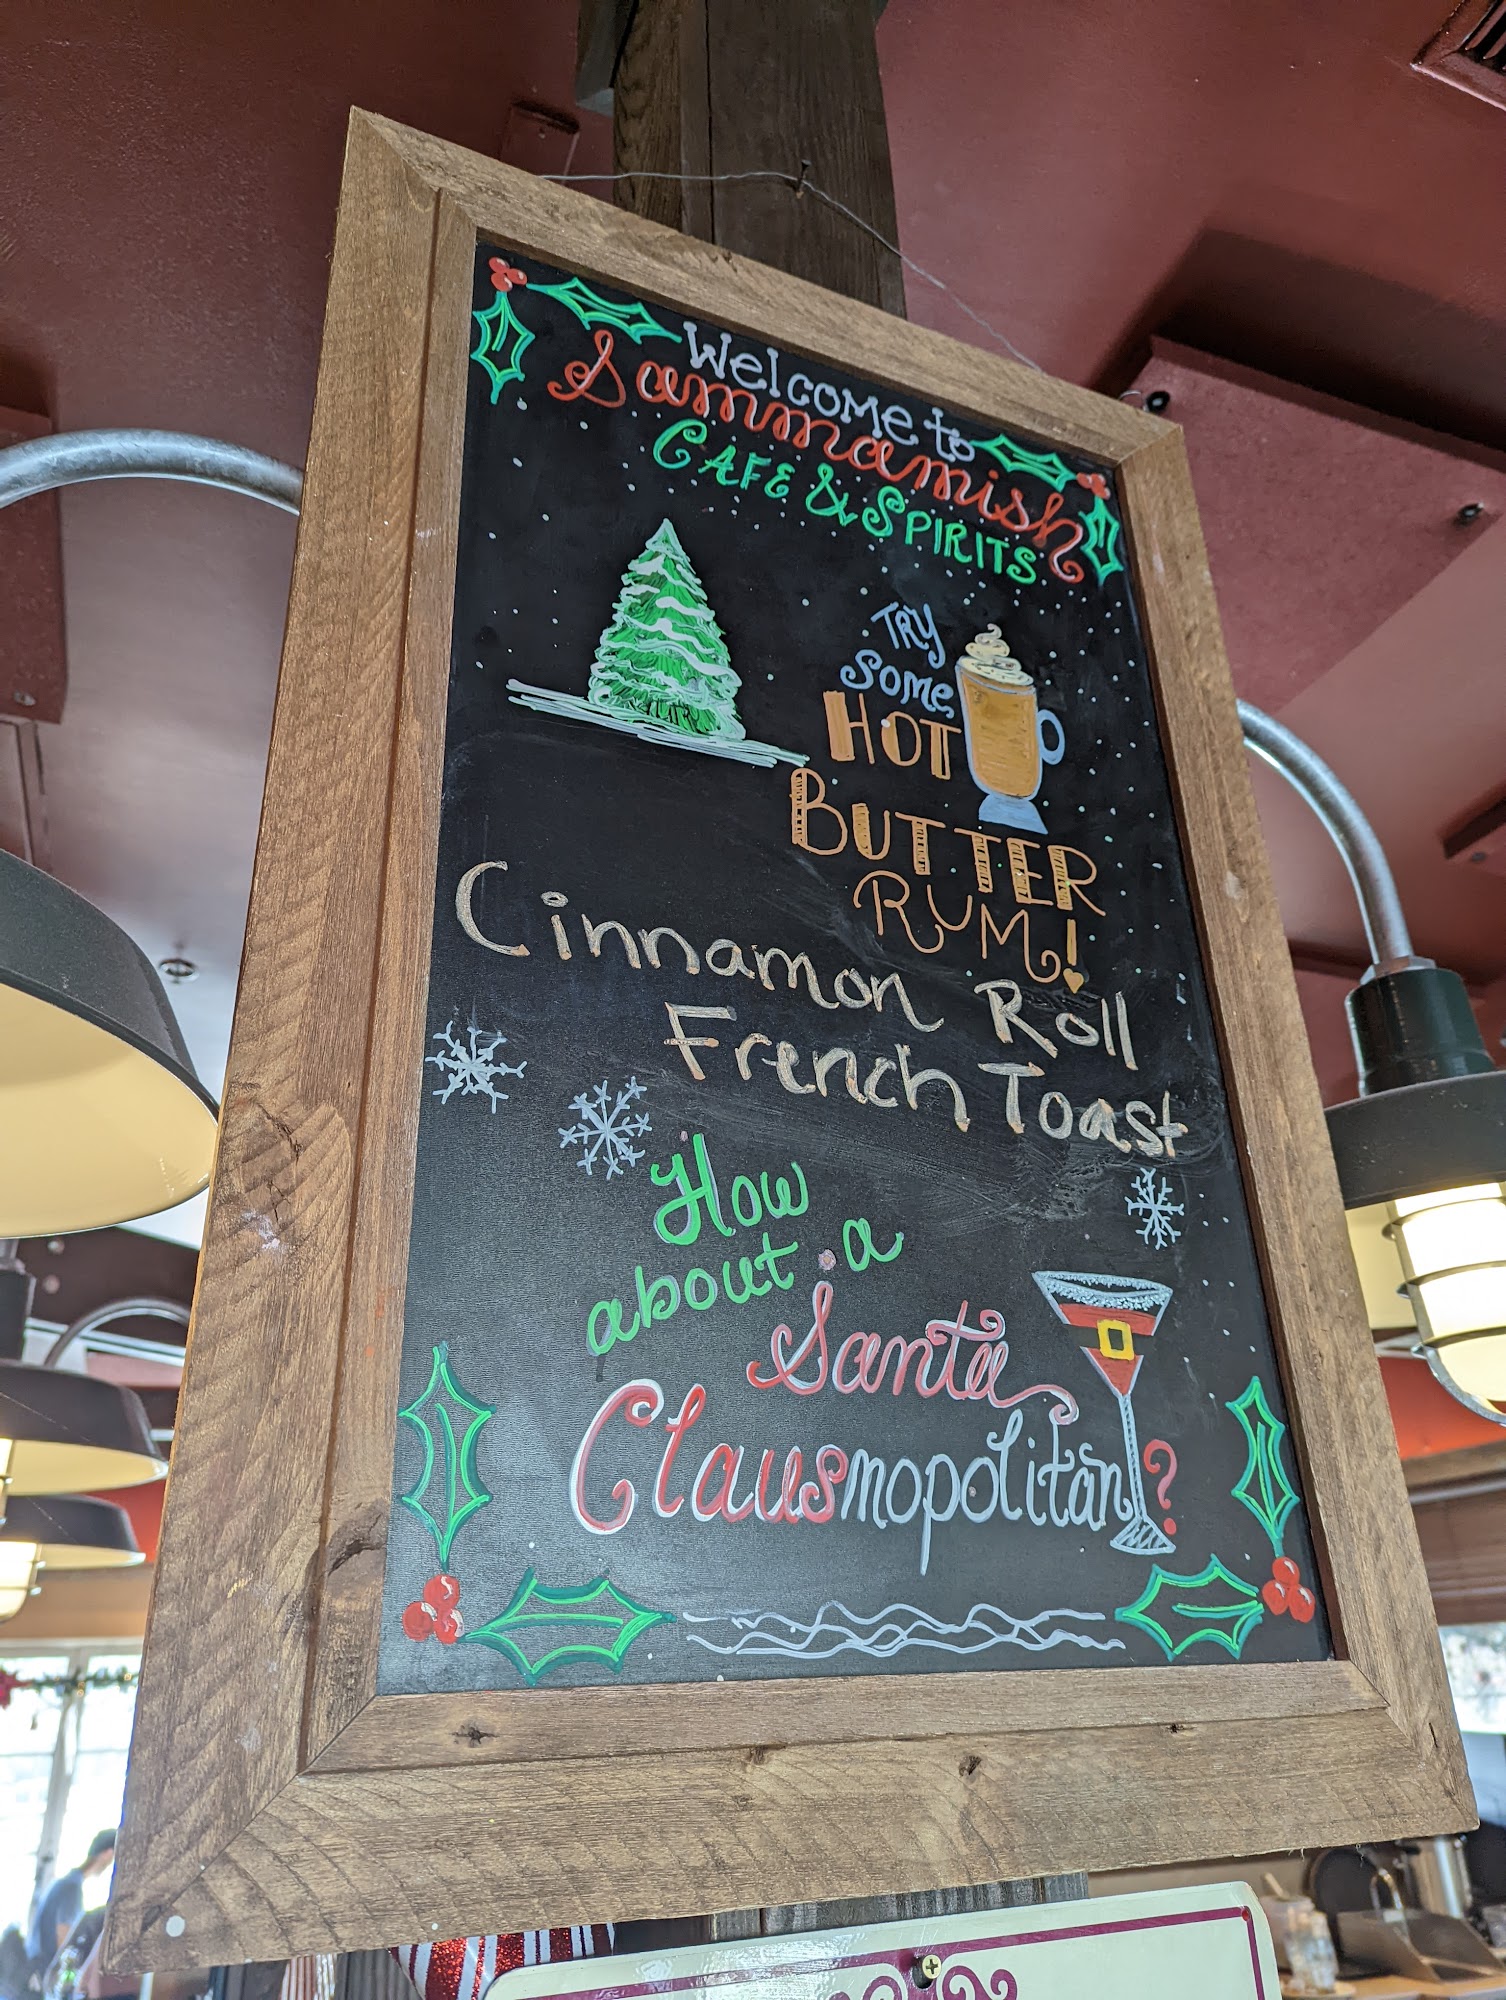 Welcome to
Sammamish
CAFE & SPIRITS
TRY
SOME
HOT
BUTTER
RUM!
Cinnamon Roll
French Toast
How
about a
Santa
Clausmopolitan?